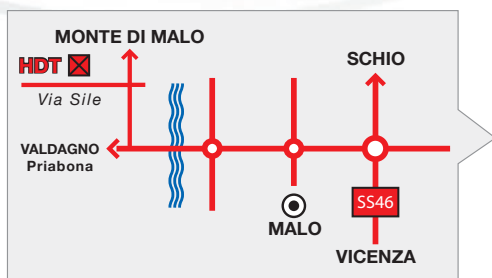 MONTE DI MALO
HDT
SCHIO
Via Sile
VALDAGNO
Priabona
SS46
MALO
VICENZA